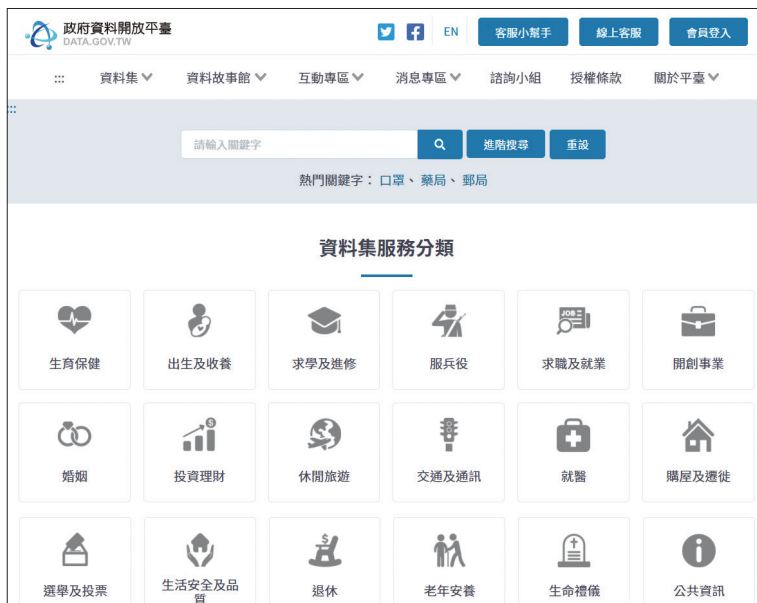 政府資料開放平臺
DATA.GOV.TW
EN 客服小幫手 線上客服 會員登入
::: 資料集 資料故事館 互動專區 消息專區 諮詢小組 授權條款 關於平臺
:::
請輸入關鍵字 進階搜尋 重設
熱門關鍵字： 口罩、藥局、郵局
資料集服務分類
JOB
生育保健 出生及收養 求學及進修 服兵役 求職及就業 開創事業
婚姻 投資理財 休閒旅遊 交通及通訊 就醫 購屋及遷徙
選舉及投票 生活安全及品質 退休 老年安養 生命禮儀 公共資訊